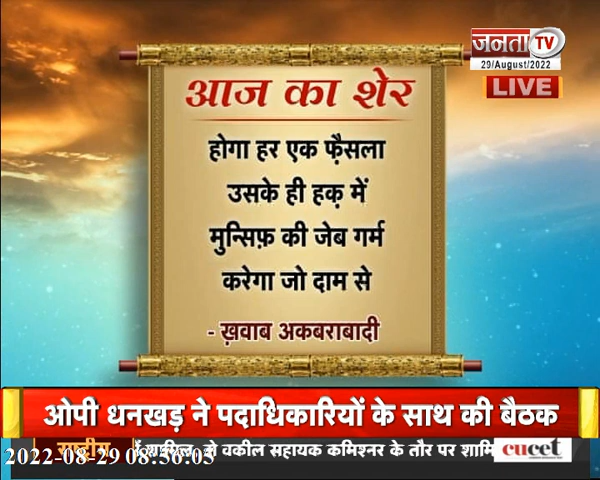 जनता TV
29/August/2022
LIVE
आज का शेर
होगा हर एक फ़ैसला
उसके ही हक़ में
मुन्सिफ़ की जेब गर्म
करेगा जो दाम से
- ख़वाब अकबराबादी
ओपी धनखड़ ने पदाधिकारियों के साथ की बैठक
राष्ट्रीय
वकील सहायक कमिश्नर के तौर पर शामि
cucet
2022-08-29 08:56:05